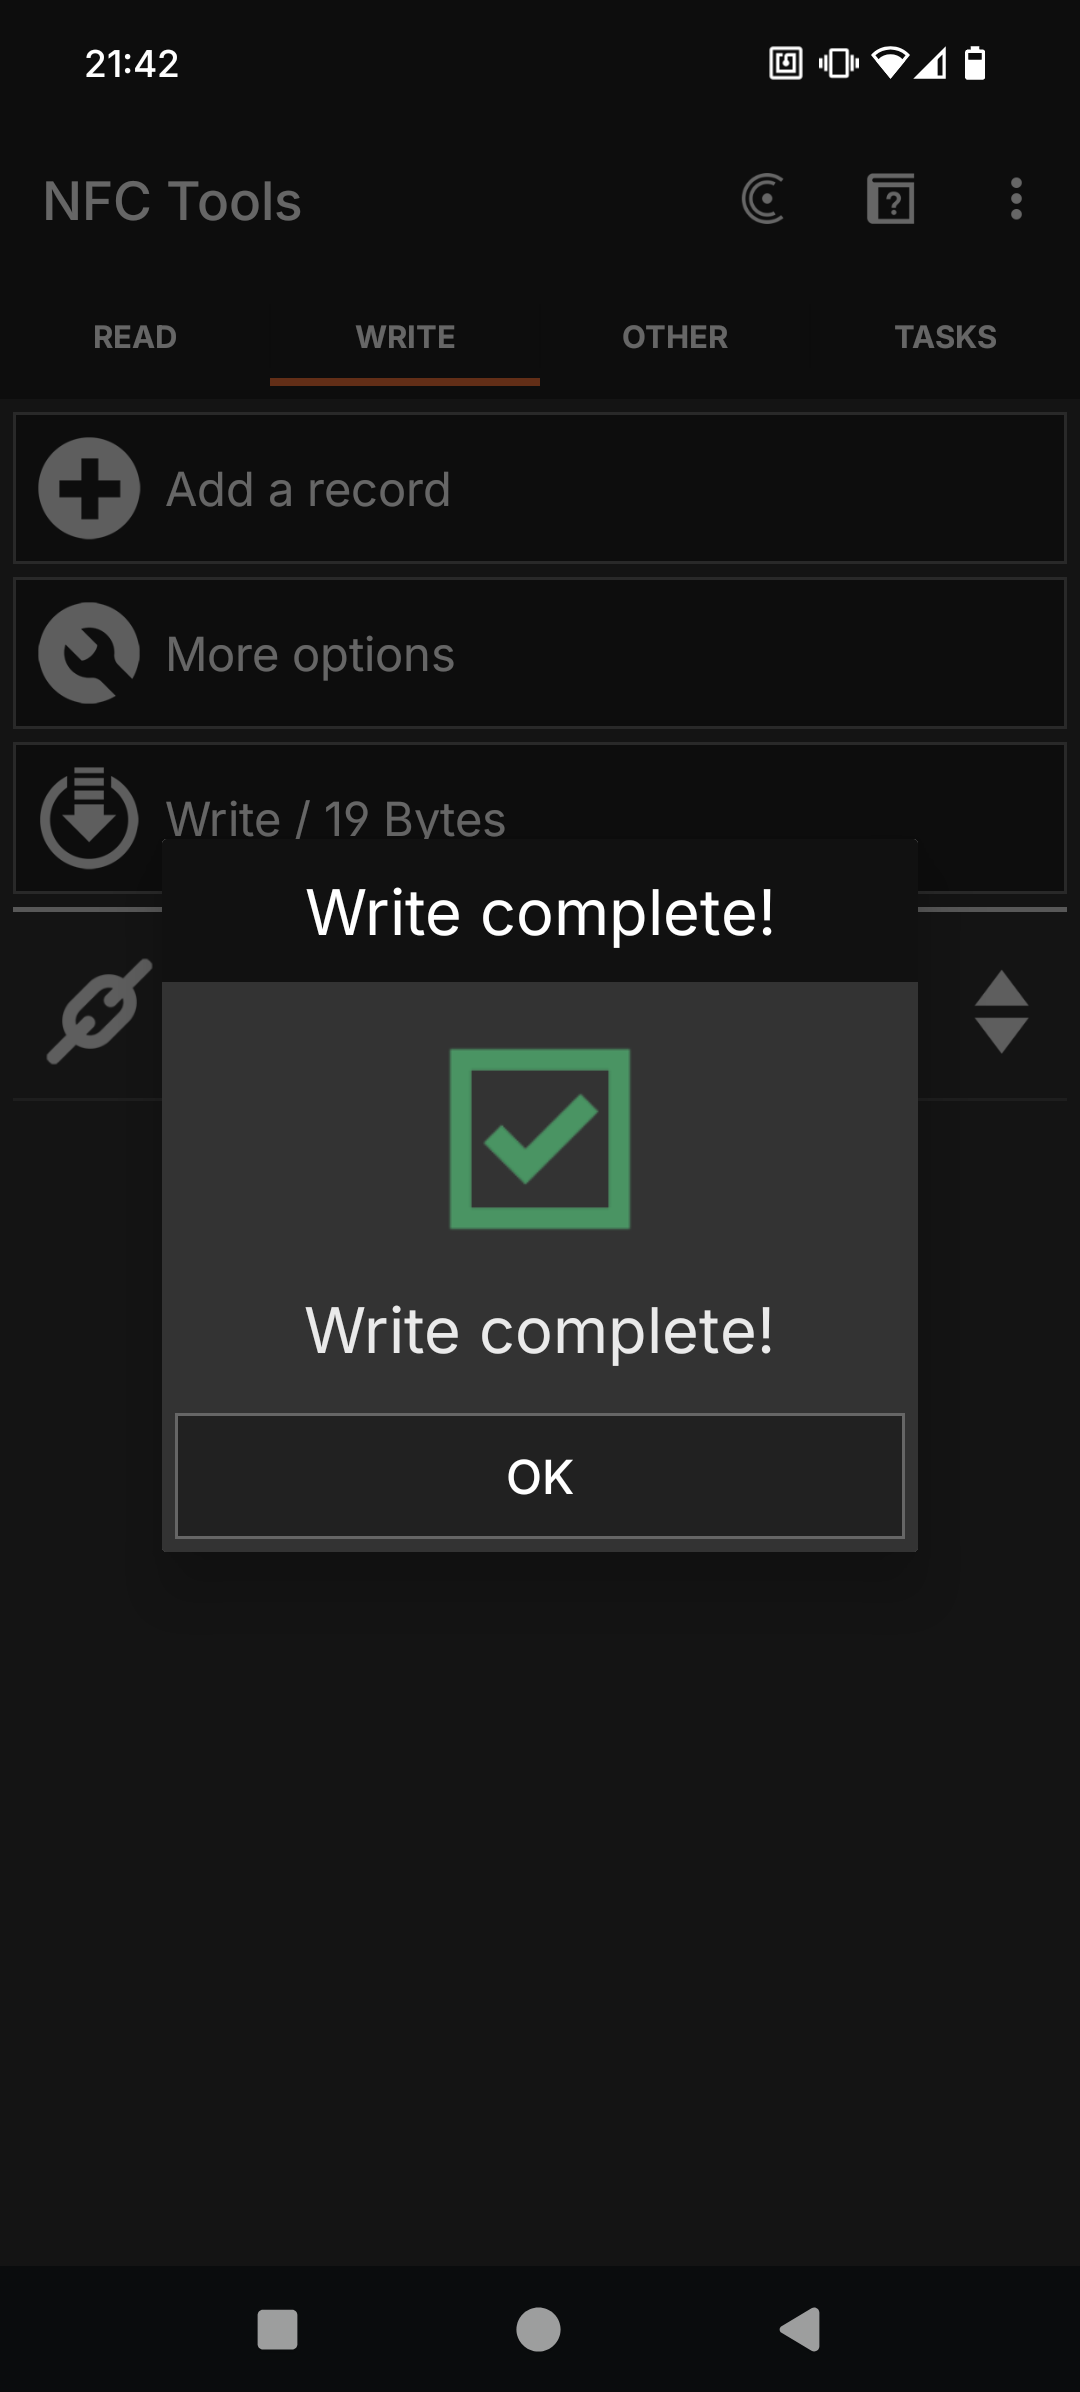 21:42
NFC Tools
READ WRITE OTHER TASKS
Add a record
More options
Write / 19 Bytes
Write complete!
Write complete!
OK